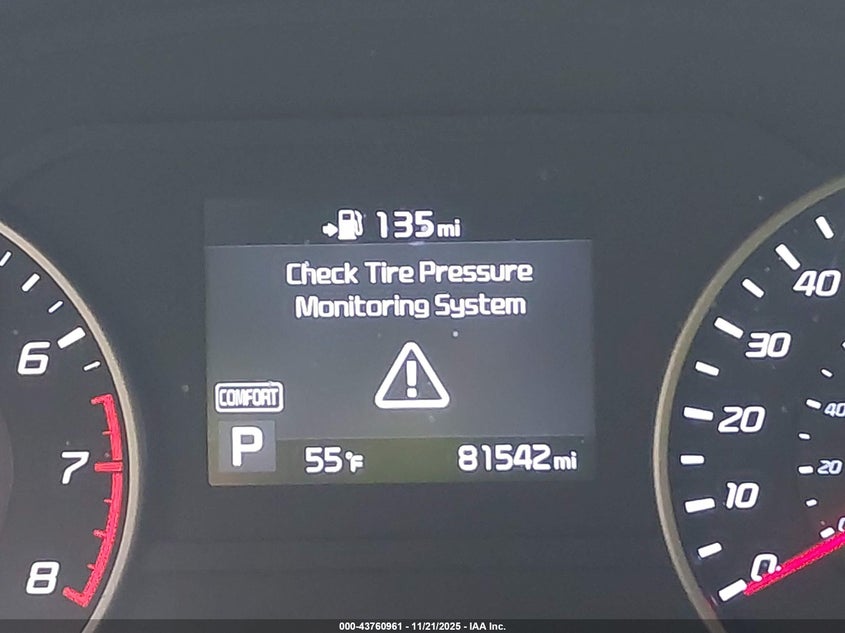 135mi
Check Tire Pressure
Monitoring System
COMFORT
P
55°F
81542mi
6
7
8
40
30
20
10
0
40
20
0
000-43760961 - 11/21/2025 - IAA Inc.